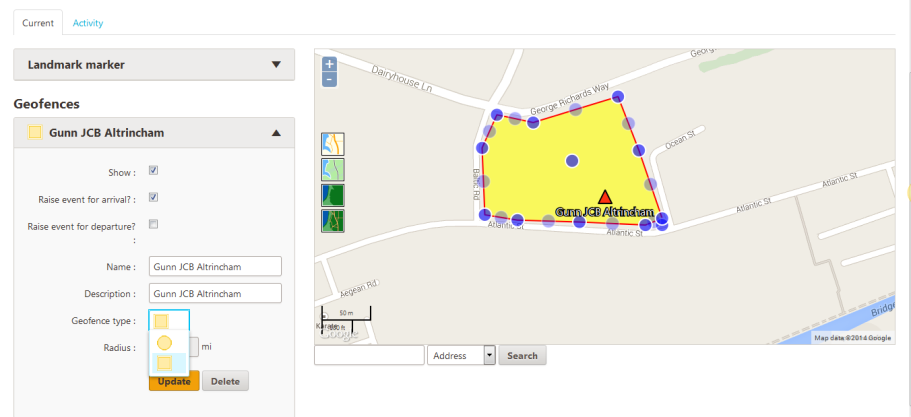 Current Activity
Landmark marker
Geofences
Gunn JCB Altrincham
Show :
Raise event for arrival? :
Raise event for departure?
:
Name : Gunn JCB Altrincham
Description : Gunn JCB Altrincham
Geofence type :
Radius : mi
Update Delete
+
-
Dairyhouse Ln
George Richards Way
Georg
Ocean St
Baltic Rd
Atlantic St
Atlantic St
Atlantic St
Atlantic St
Gunn JCB Altrincham
Aegean Rd
Bridge
50 m
Google
Map data ©2014 Google
Address Search